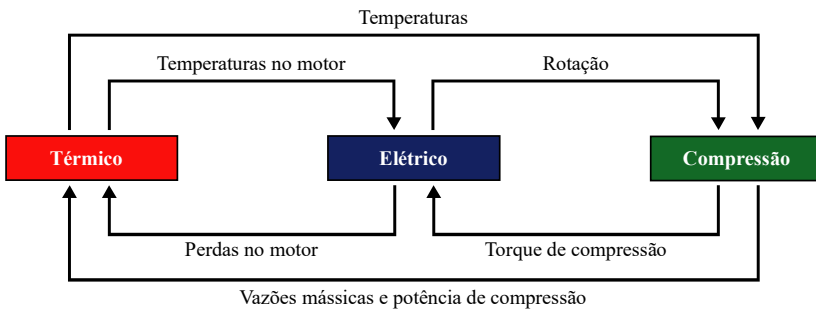 Temperaturas
Temperaturas no motor
Rotação
Térmico
Elétrico
Compressão
Perdas no motor
Torque de compressão
Vazões mássicas e potência de compressão